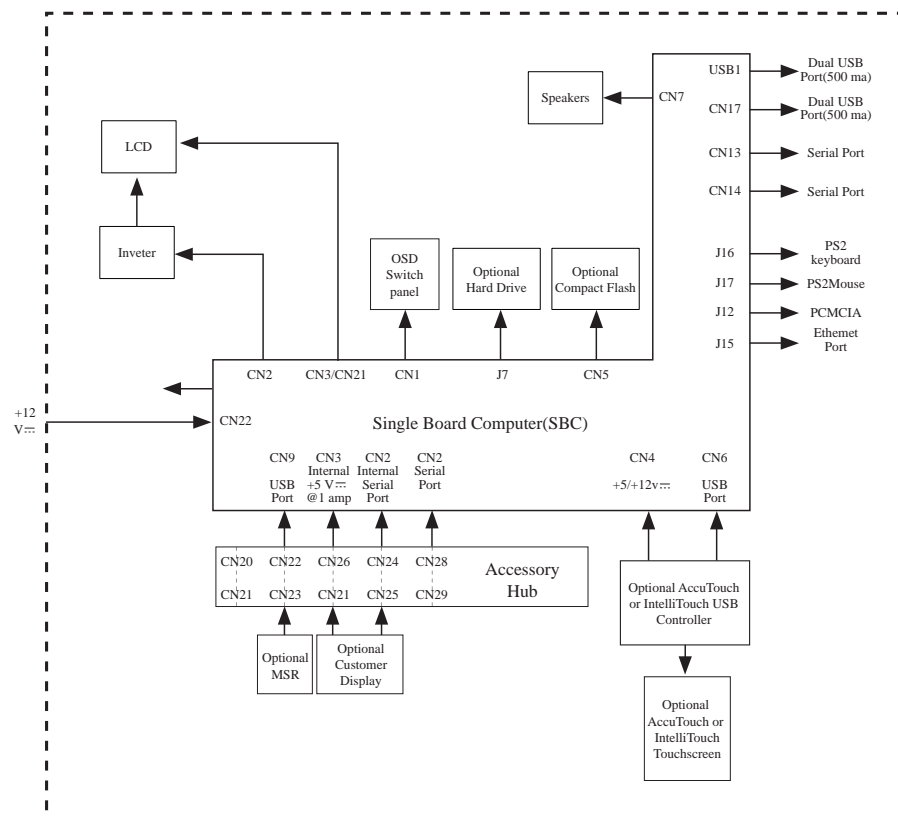 USB1
Dual USB
Port(500 ma)
Speakers
CN7
CN17
Dual USB
Port(500 ma)
LCD
CN13
Serial Port
CN14
Serial Port
Inveter
OSD
Switch
panel
Optional
Hard Drive
Optional
Compact Flash
J16
PS2
keyboard
J17
PS2Mouse
J12
PCMCIA
J15
Ethemet
Port
CN2
CN3/CN21
CN1
J7
CN5
+12
V⎓
CN22
Single Board Computer(SBC)
CN9
USB
Port
CN3
Internal
+5 V⎓
@1 amp
CN2
Internal
Serial
Port
CN2
Serial
Port
CN4
+5/+12v⎓
CN6
USB
Port
CN20
CN22
CN26
CN24
CN28
CN21
CN23
CN21
CN25
CN29
Accessory
Hub
Optional
MSR
Optional
Customer
Display
Optional AccuTouch
or IntelliTouch USB
Controller
Optional
AccuTouch or
IntelliTouch
Touchscreen